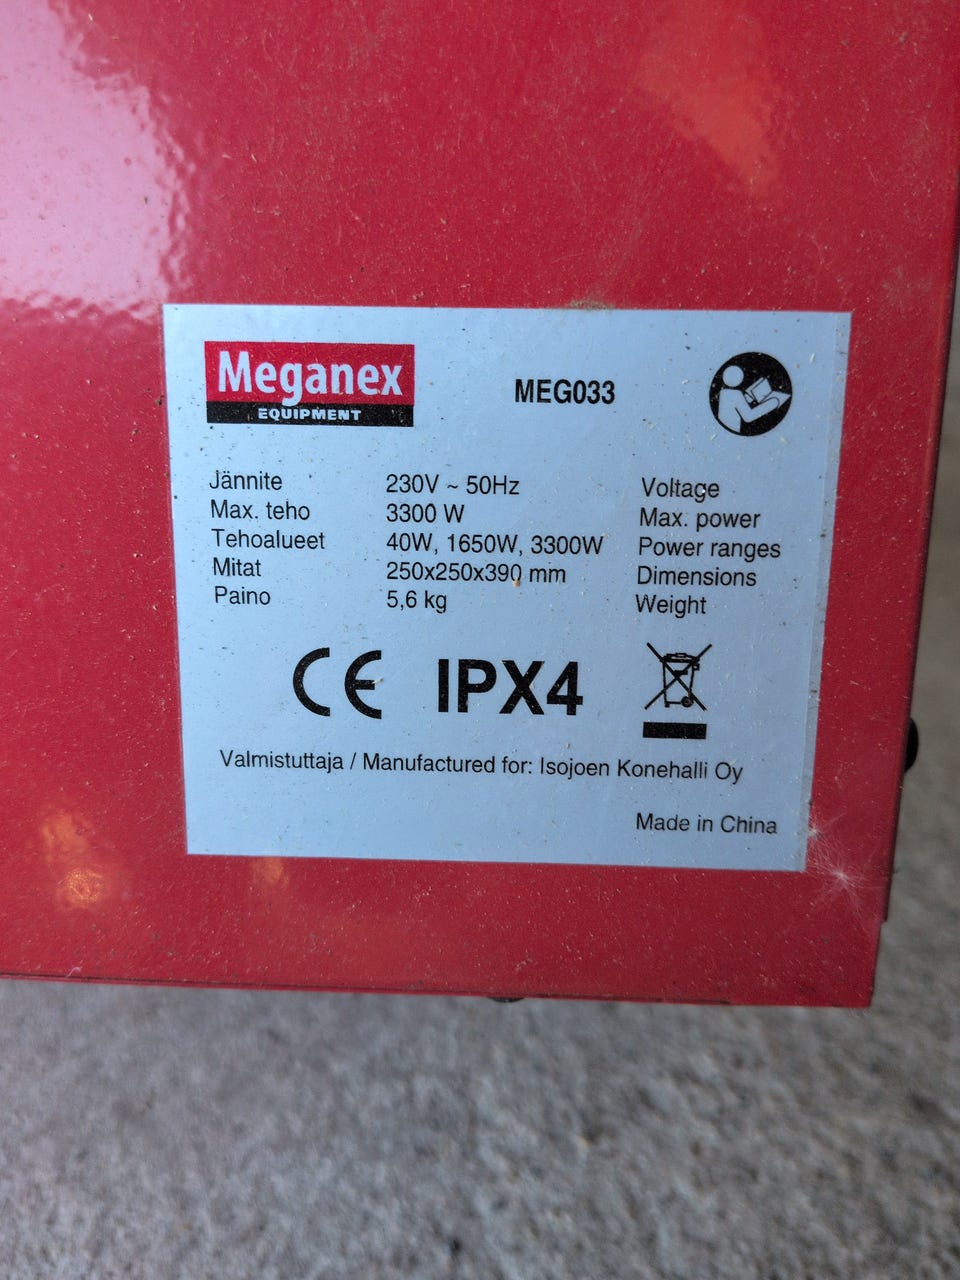 Meganex
EQUIPMENT
MEG033
Jännite 230V ~ 50Hz Voltage
Max. teho 3300 W Max. power
Tehoalueet 40W, 1650W, 3300W Power ranges
Mitat 250x250x390 mm Dimensions
Paino 5,6 kg Weight
CE IPX4
Valmistuttaja / Manufactured for: Isojoen Konehalli Oy
Made in China